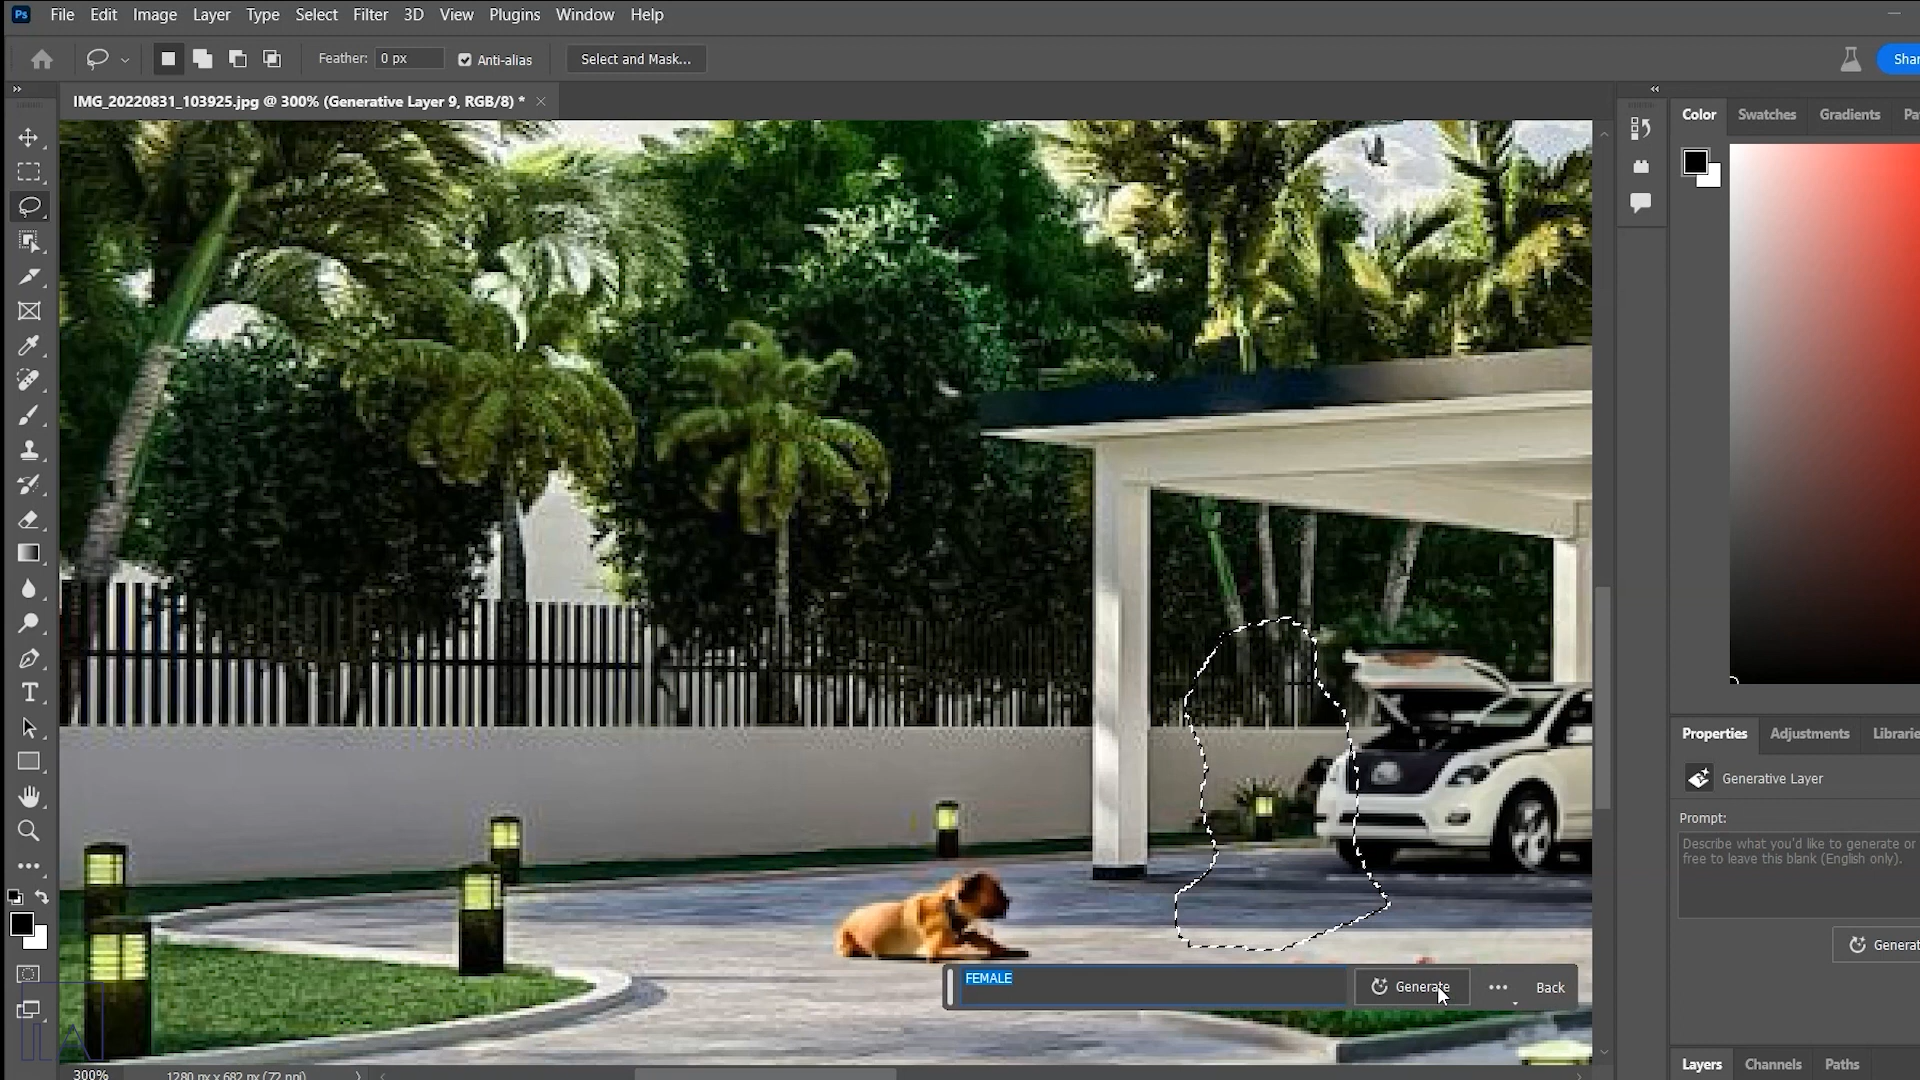 Ps File Edit Image Layer Type Select Filter 3D View Plugins Window Help
Feather: 0 px Anti-alias Select and Mask... Shar
IMG_20220831_103925.jpg @ 300% (Generative Layer 9, RGB/8) *
Color Swatches Gradients Pa
Properties Adjustments Librarie
Generative Layer
Prompt:
Describe what you'd like to generate or
free to leave this blank (English only).
Generat
FEMALE
Generate ... Back
Layers Channels Paths
300% 1280 px x 682 px (72 ppi)